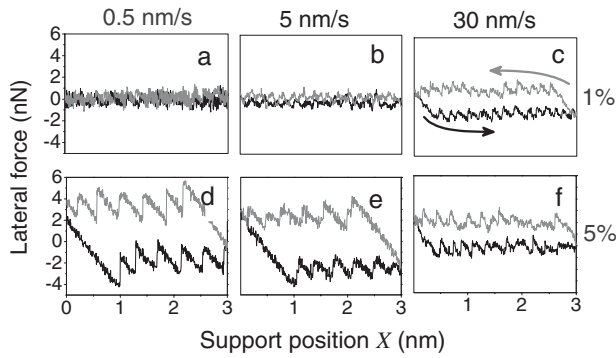 0.5 nm/s 5 nm/s 30 nm/s
Lateral force (nN)
6
4
2
0
-2
-4
a b c
1%
6
4
2
0
-2
-4
d e f
5%
0 1 2 3 0 1 2 3 0 1 2 3
Support position X (nm)